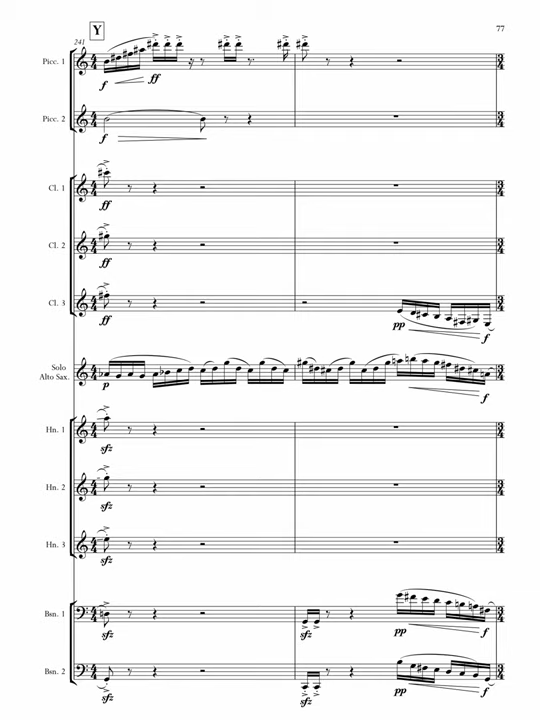 Y
77
241
Picc. 1
f
ff
Picc. 2
f
Cl. 1
ff
Cl. 2
ff
Cl. 3
ff
pp
f
Solo
Alto Sax.
p
f
Hn. 1
sfz
Hn. 2
sfz
Hn. 3
sfz
Bsn. 1
sfz
sfz
pp
f
Bsn. 2
sfz
sfz
pp
f